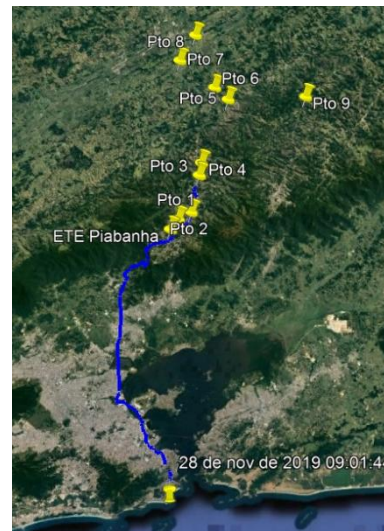 Pto 8
Pto 7
Pto 6
Pto 5
Pto 9
Pto 3
Pto 4
Pto 1
Pto 2
ETE Piabanha
28 de nov de 2019 09:01:44